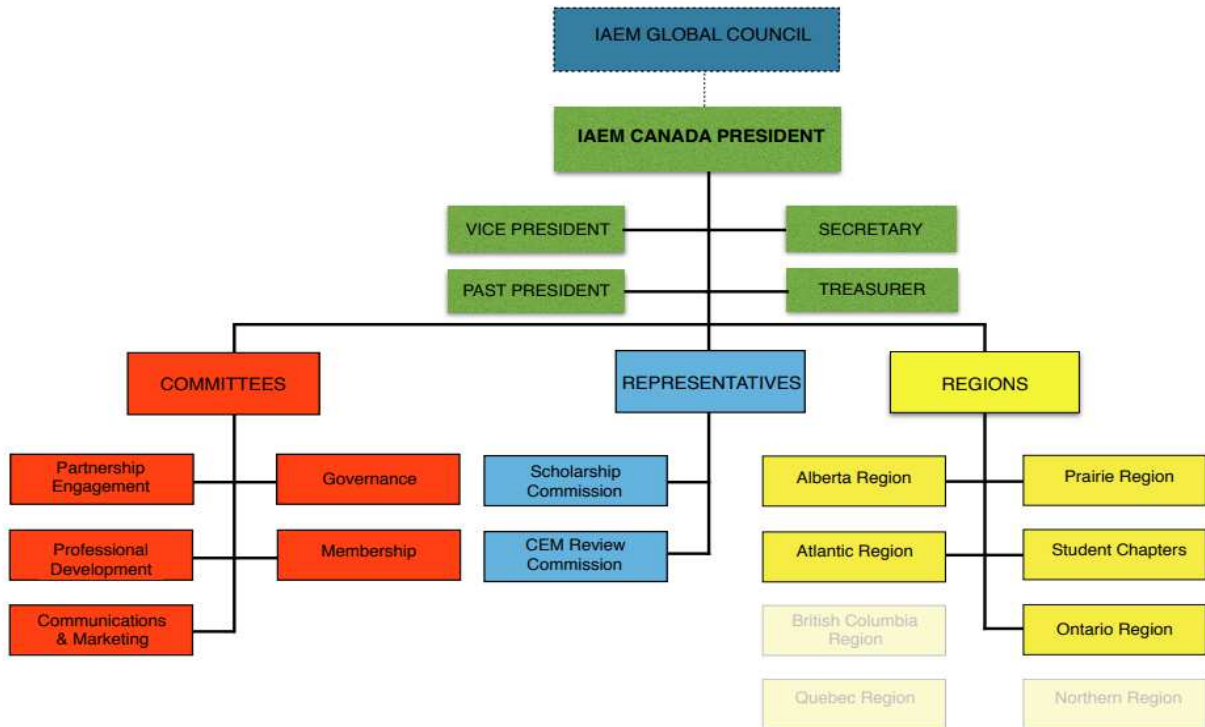 IAEM GLOBAL COUNCIL
IAEM CANADA PRESIDENT
VICE PRESIDENT
SECRETARY
PAST PRESIDENT
TREASURER
COMMITTEES
REPRESENTATIVES
REGIONS
Partnership
Engagement
Governance
Professional
Development
Membership
Communications
& Marketing
Scholarship
Commission
CEM Review
Commission
Alberta Region
Prairie Region
Atlantic Region
Student Chapters
British Columbia
Region
Ontario Region
Quebec Region
Northern Region